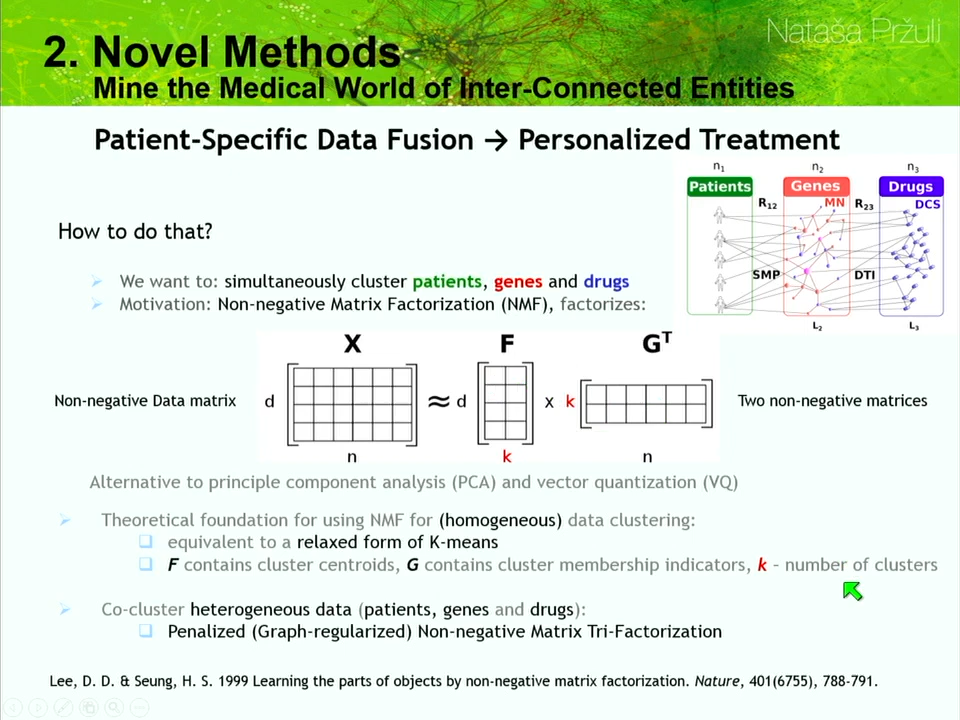 Nataša Pržulj
2. Novel Methods
Mine the Medical World of Inter-Connected Entities
Patient-Specific Data Fusion → Personalized Treatment
n1 n2 n3
Patients Genes Drugs
R12 MN R23 DCS
SMP DTI
L2 L3
How to do that?
We want to: simultaneously cluster patients, genes and drugs
Motivation: Non-negative Matrix Factorization (NMF), factorizes:
X F G^T
Non-negative Data matrix d ≈ d x k Two non-negative matrices
n k n
Alternative to principle component analysis (PCA) and vector quantization (VQ)
Theoretical foundation for using NMF for (homogeneous) data clustering:
equivalent to a relaxed form of K-means
F contains cluster centroids, G contains cluster membership indicators, k – number of clusters
Co-cluster heterogeneous data (patients, genes and drugs):
Penalized (Graph-regularized) Non-negative Matrix Tri-Factorization
Lee, D. D. & Seung, H. S. 1999 Learning the parts of objects by non-negative matrix factorization. Nature, 401(6755), 788-791.